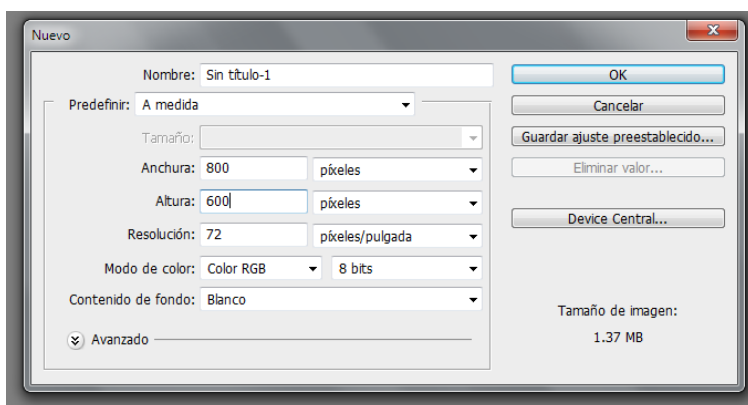 Nuevo
Nombre: Sin título-1
OK
Predefinir: A medida
Cancelar
Tamaño:
Guardar ajuste preestablecido...
Anchura: 800 píxeles
Eliminar valor...
Altura: 600 píxeles
Device Central...
Resolución: 72 píxeles/pulgada
Modo de color: Color RGB 8 bits
Contenido de fondo: Blanco
Tamaño de imagen:
Avanzado
1.37 MB